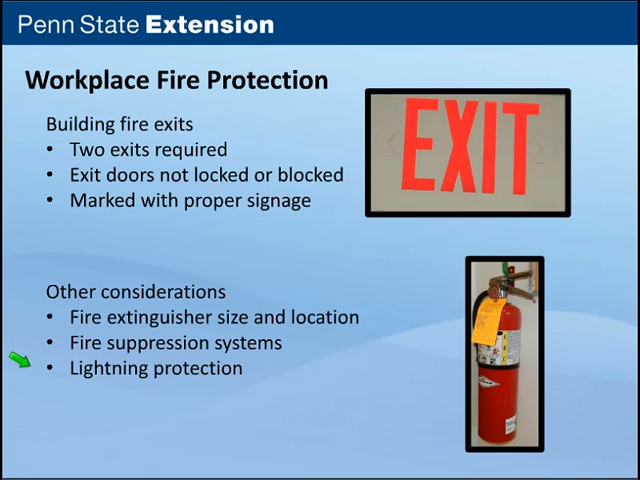 Penn State Extension
Workplace Fire Protection
Building fire exits
• Two exits required
• Exit doors not locked or blocked
• Marked with proper signage
EXIT
Other considerations
• Fire extinguisher size and location
• Fire suppression systems
• Lightning protection